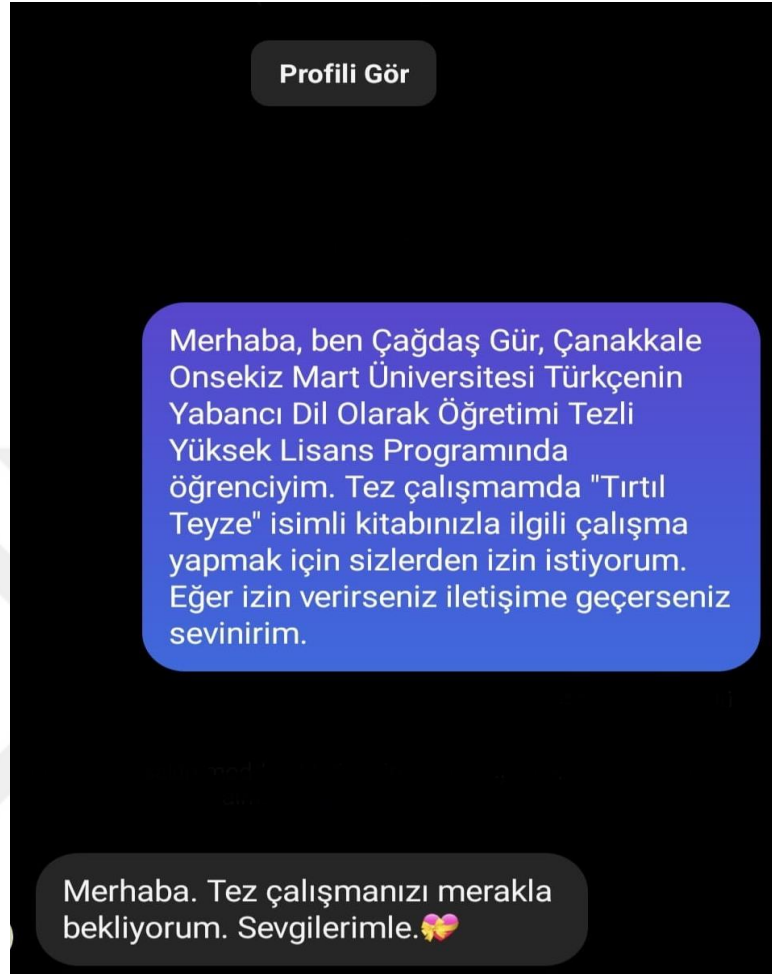 Profili Gör
Merhaba, ben Çağdaş Gür, Çanakkale
Onsekiz Mart Üniversitesi Türkçenin
Yabancı Dil Olarak Öğretimi Tezli
Yüksek Lisans Programında
öğrenciyim. Tez çalışmamda "Tırtıl
Teyze" isimli kitabınızla ilgili çalışma
yapmak için sizlerden izin istiyorum.
Eğer izin verirseniz iletişime geçerseniz
sevinirim.
Merhaba. Tez çalışmanızı merakla
bekliyorum. Sevgilerimle.💝